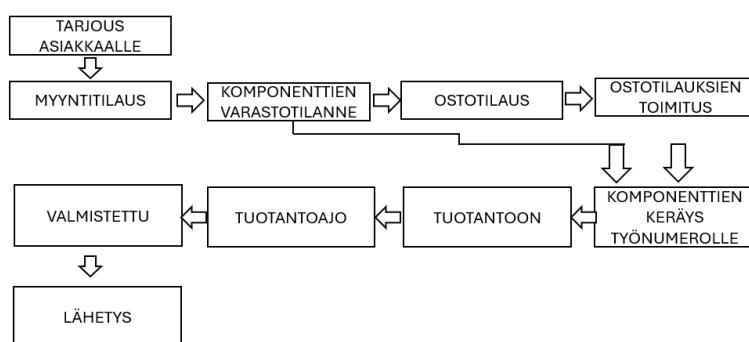 TARJOUS
ASIAKKAALLE
MYYNTITILAUS
KOMPONENTTIEN
VARASTOTILANNE
OSTOTILAUS
OSTOTILAUKSIEN
TOIMITUS
VALMISTETTU
TUOTANTOAJO
TUOTANTOON
KOMPONENTTIEN
KERÄYS
TYÖNUMEROLLE
LÄHETYS